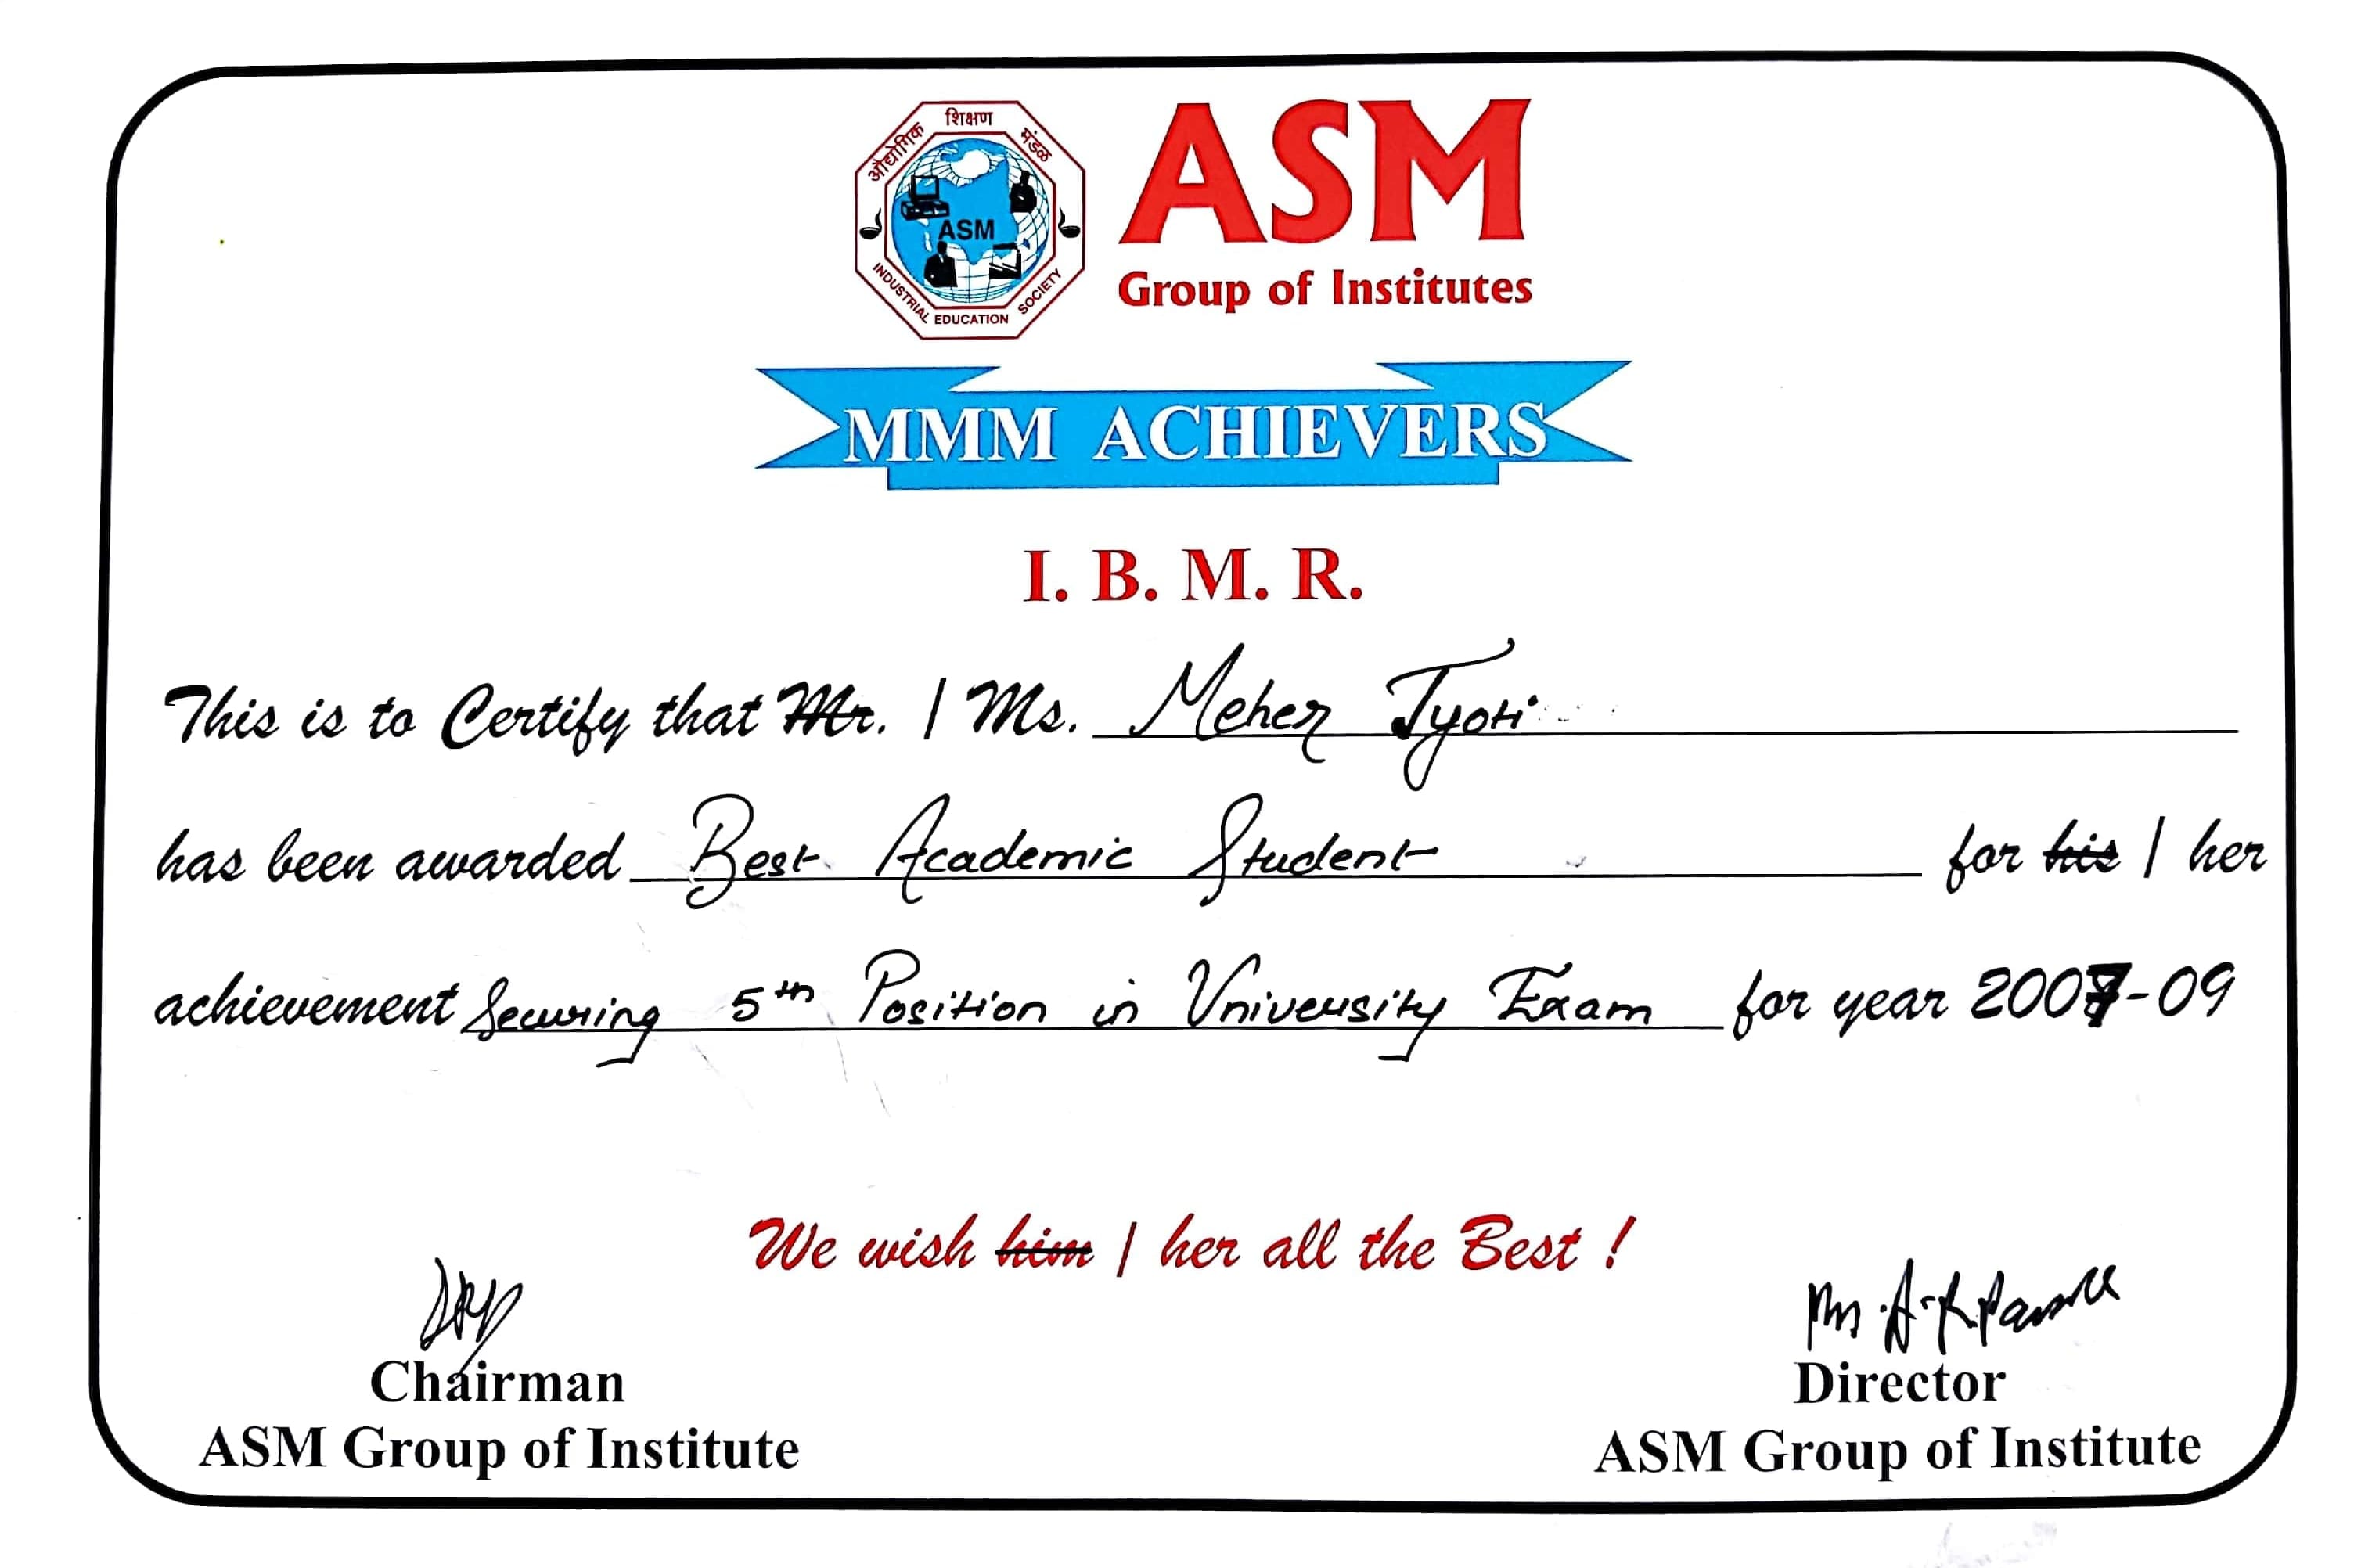 औद्योगिक शिक्षण मंडळ
ASM
INDUSTRIAL EDUCATION SOCIETY
ASM
Group of Institutes
MMM ACHIEVERS
I. B. M. R.
This is to Certify that Mr. / Ms. Meher Jyoti
has been awarded Best Academic Student for his / her
achievement Securing 5th Position in University Exam for year 2007-09
We wish him / her all the Best !
Chairman
ASM Group of Institute
Director
ASM Group of Institute